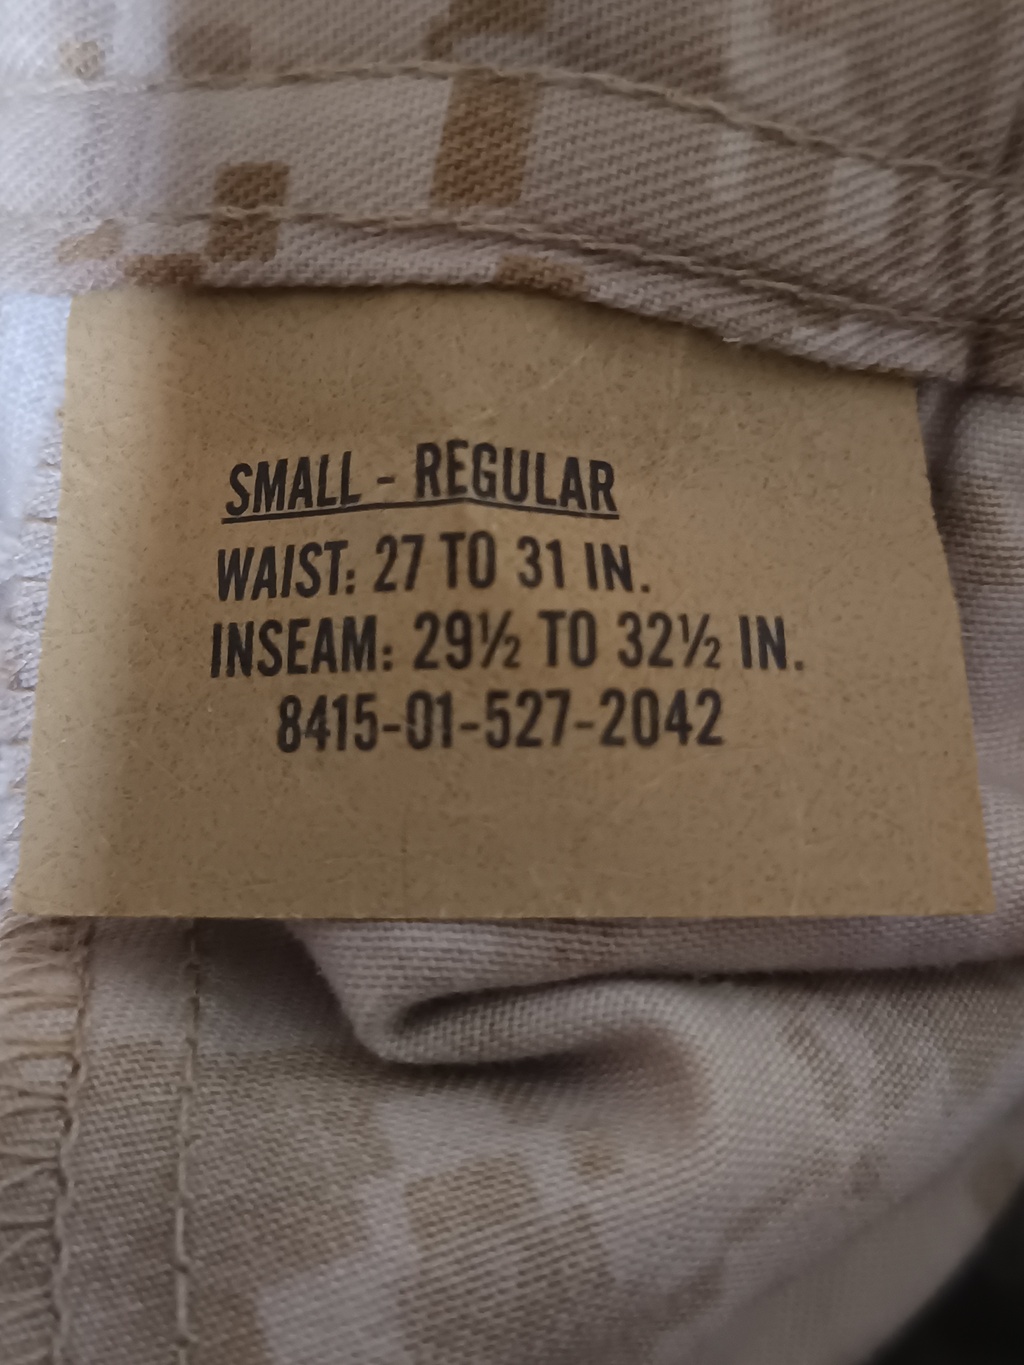 SMALL - REGULAR
WAIST: 27 TO 31 IN.
INSEAM: 29½ TO 32½ IN.
8415-01-527-2042